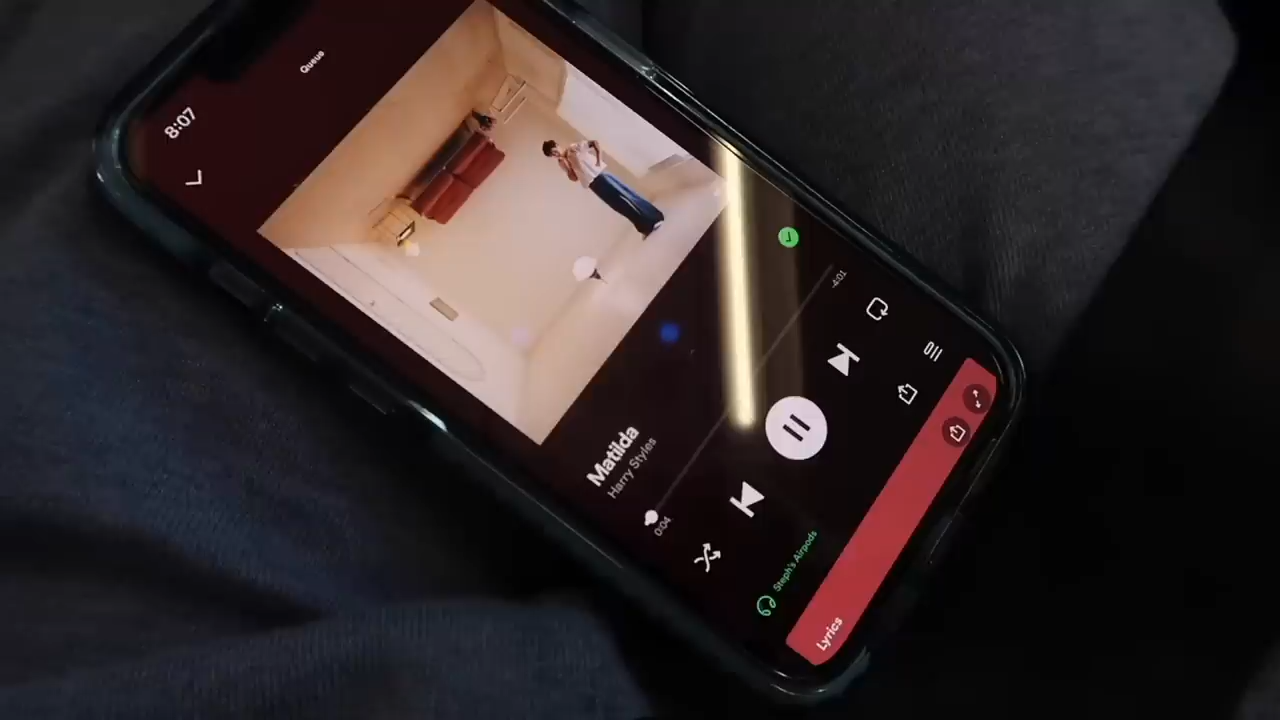 8:07
Queue
Matilda
Harry Styles
0:04
-4:01
Steph's Airpods
Lyrics